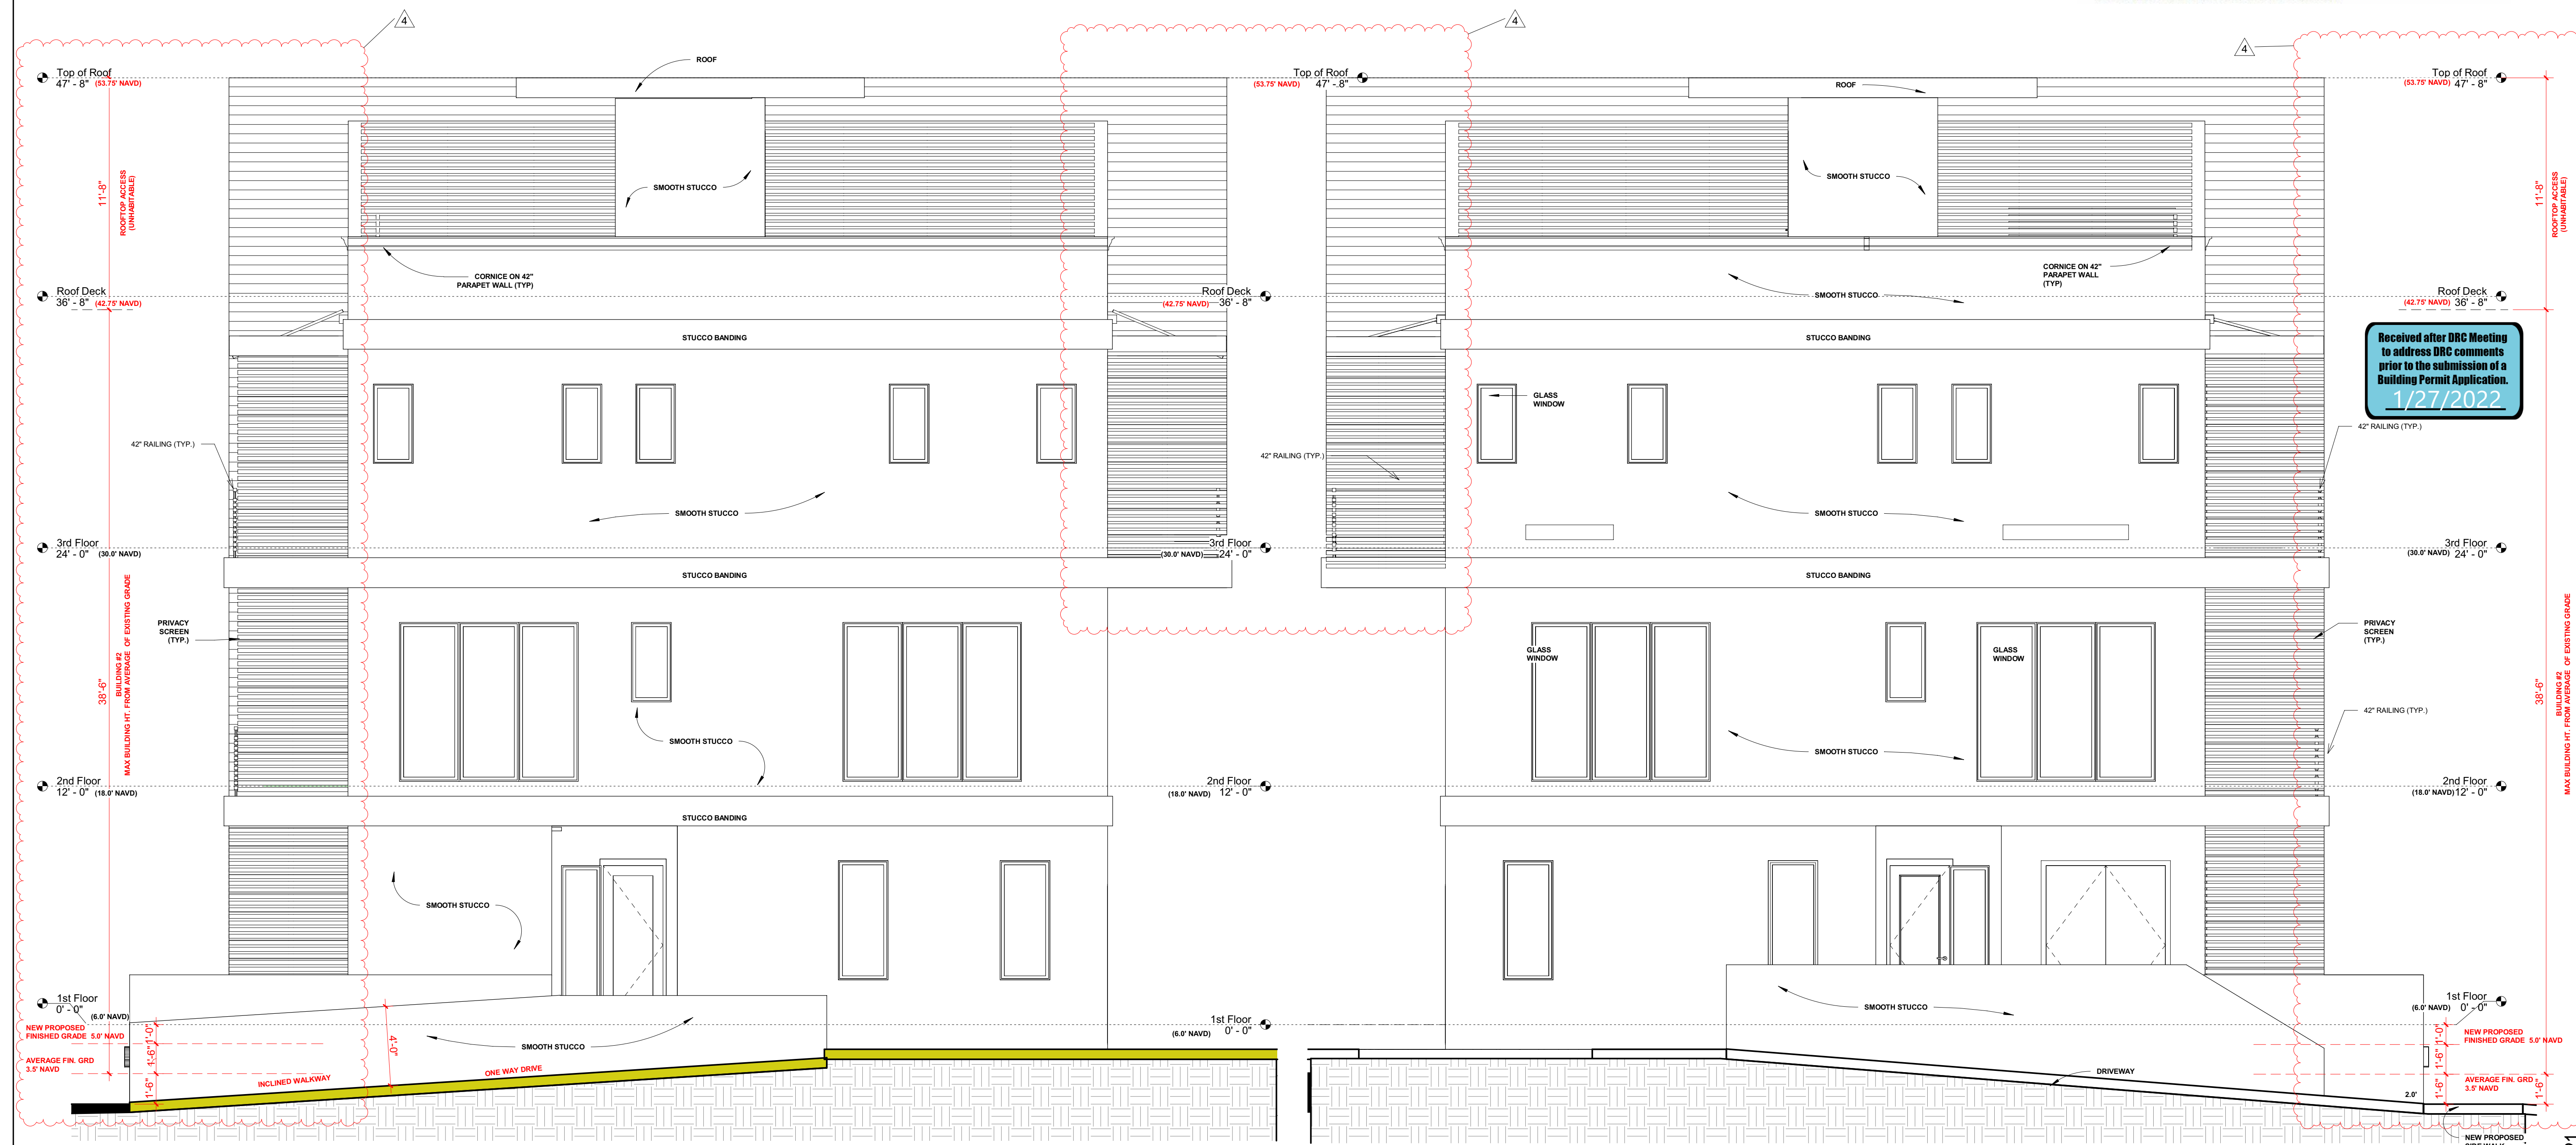 4
4
4
Top of Roof
47' - 8" (53.75' NAVD)
ROOF
Top of Roof
(53.75' NAVD) 47' - 8"
ROOF
Top of Roof
(53.75' NAVD) 47' - 8"
11'-8"
ROOFTOP ACCESS
(UNHABITABLE)
SMOOTH STUCCO
SMOOTH STUCCO
11'-8"
ROOFTOP ACCESS
(UNHABITABLE)
CORNICE ON 42"
PARAPET WALL (TYP)
CORNICE ON 42"
PARAPET WALL
(TYP)
Roof Deck
36' - 8" (42.75' NAVD)
Roof Deck
(42.75' NAVD) 36' - 8"
SMOOTH STUCCO
Roof Deck
(42.75' NAVD) 36' - 8"
STUCCO BANDING
STUCCO BANDING
Received after DRC Meeting
to address DRC comments
prior to the submission of a
Building Permit Application.
1/27/2022
GLASS
WINDOW
42" RAILING (TYP.)
42" RAILING (TYP.)
42" RAILING (TYP.)
SMOOTH STUCCO
SMOOTH STUCCO
3rd Floor
24' - 0" (30.0' NAVD)
3rd Floor
(30.0' NAVD) 24' - 0"
3rd Floor
(30.0' NAVD) 24' - 0"
STUCCO BANDING
STUCCO BANDING
38'-6"
BUILDING #2
MAX BUILDING HT. FROM AVERAGE OF EXISTING GRADE
PRIVACY
SCREEN
(TYP.)
GLASS
WINDOW
GLASS
WINDOW
PRIVACY
SCREEN
(TYP.)
38'-6"
BUILDING #2
MAX BUILDING HT. FROM AVERAGE OF EXISTING GRADE
42" RAILING (TYP.)
SMOOTH STUCCO
SMOOTH STUCCO
2nd Floor
12' - 0" (18.0' NAVD)
2nd Floor
(18.0' NAVD) 12' - 0"
2nd Floor
(18.0' NAVD) 12' - 0"
STUCCO BANDING
SMOOTH STUCCO
1st Floor
0' - 0"
(6.0' NAVD)
1st Floor
(6.0' NAVD) 0' - 0"
SMOOTH STUCCO
1st Floor
(6.0' NAVD) 0' - 0"
NEW PROPOSED
FINISHED GRADE 5.0' NAVD
AVERAGE FIN. GRD
3.5' NAVD
1'-0"
1'-6"
1'-6"
4'-0"
SMOOTH STUCCO
INCLINED WALKWAY
ONE WAY DRIVE
DRIVEWAY
2.0'
1'-0"
1'-6"
1'-6"
NEW PROPOSED
FINISHED GRADE 5.0' NAVD
AVERAGE FIN. GRD
3.5' NAVD
1'-6"
NEW PROPOSED